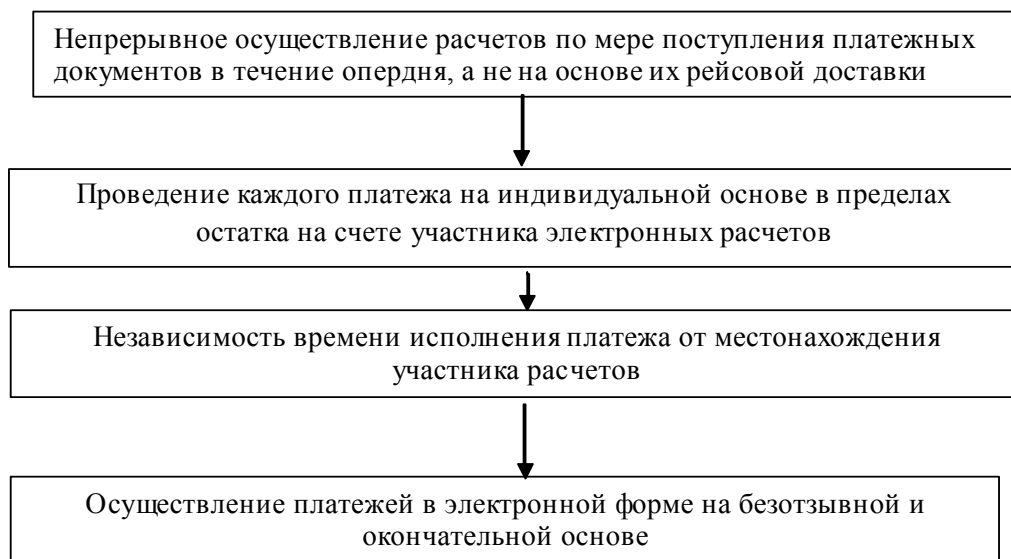 Непрерывное осуществление расчетов по мере поступления платежных
документов в течение опердня, а не на основе их рейсовой доставки
Проведение каждого платежа на индивидуальной основе в пределах
остатка на счете участника электронных расчетов
Независимость времени исполнения платежа от местонахождения
участника расчетов
Осуществление платежей в электронной форме на безотзывной и
окончательной основе